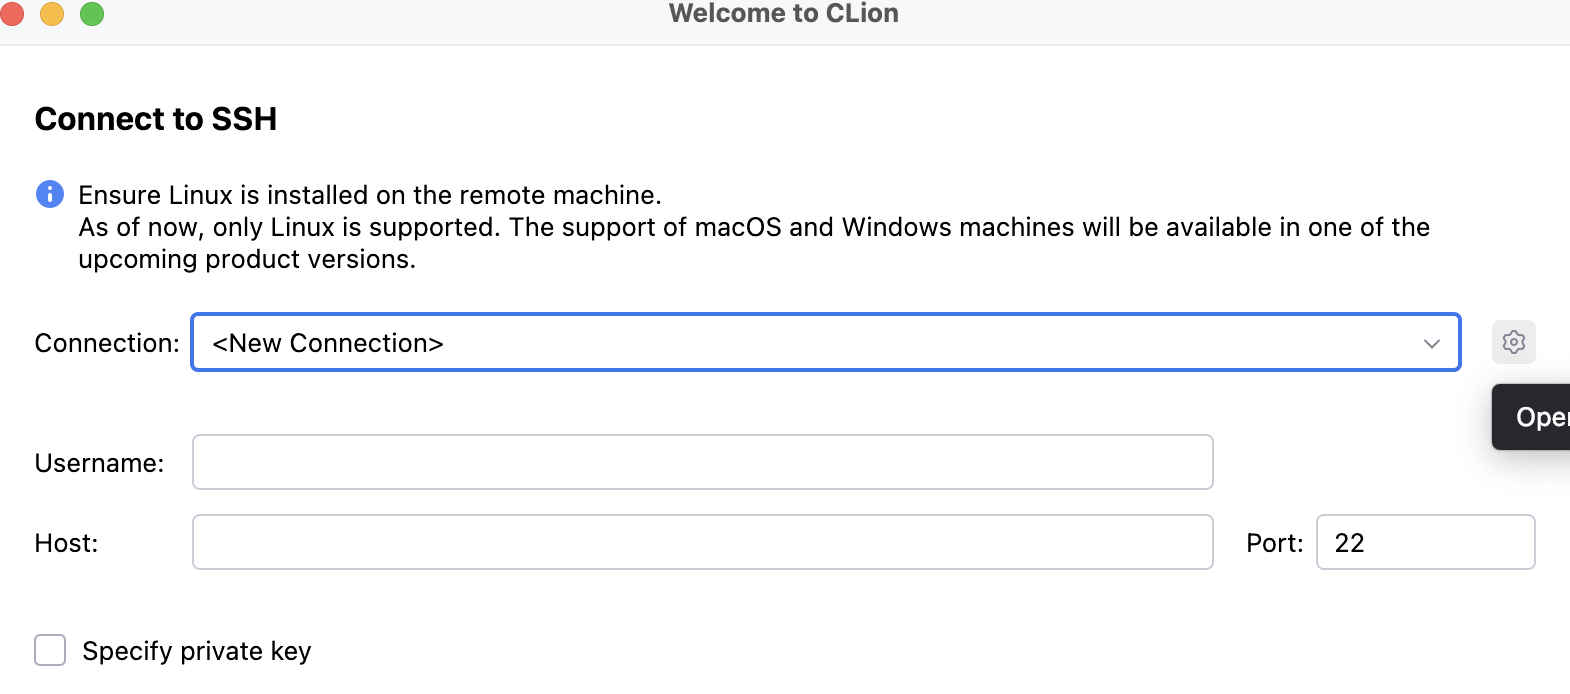 Welcome to CLion
Connect to SSH
Ensure Linux is installed on the remote machine.
As of now, only Linux is supported. The support of macOS and Windows machines will be available in one of the
upcoming product versions.
Connection: <New Connection>
Username:
Host: Port: 22
Specify private key